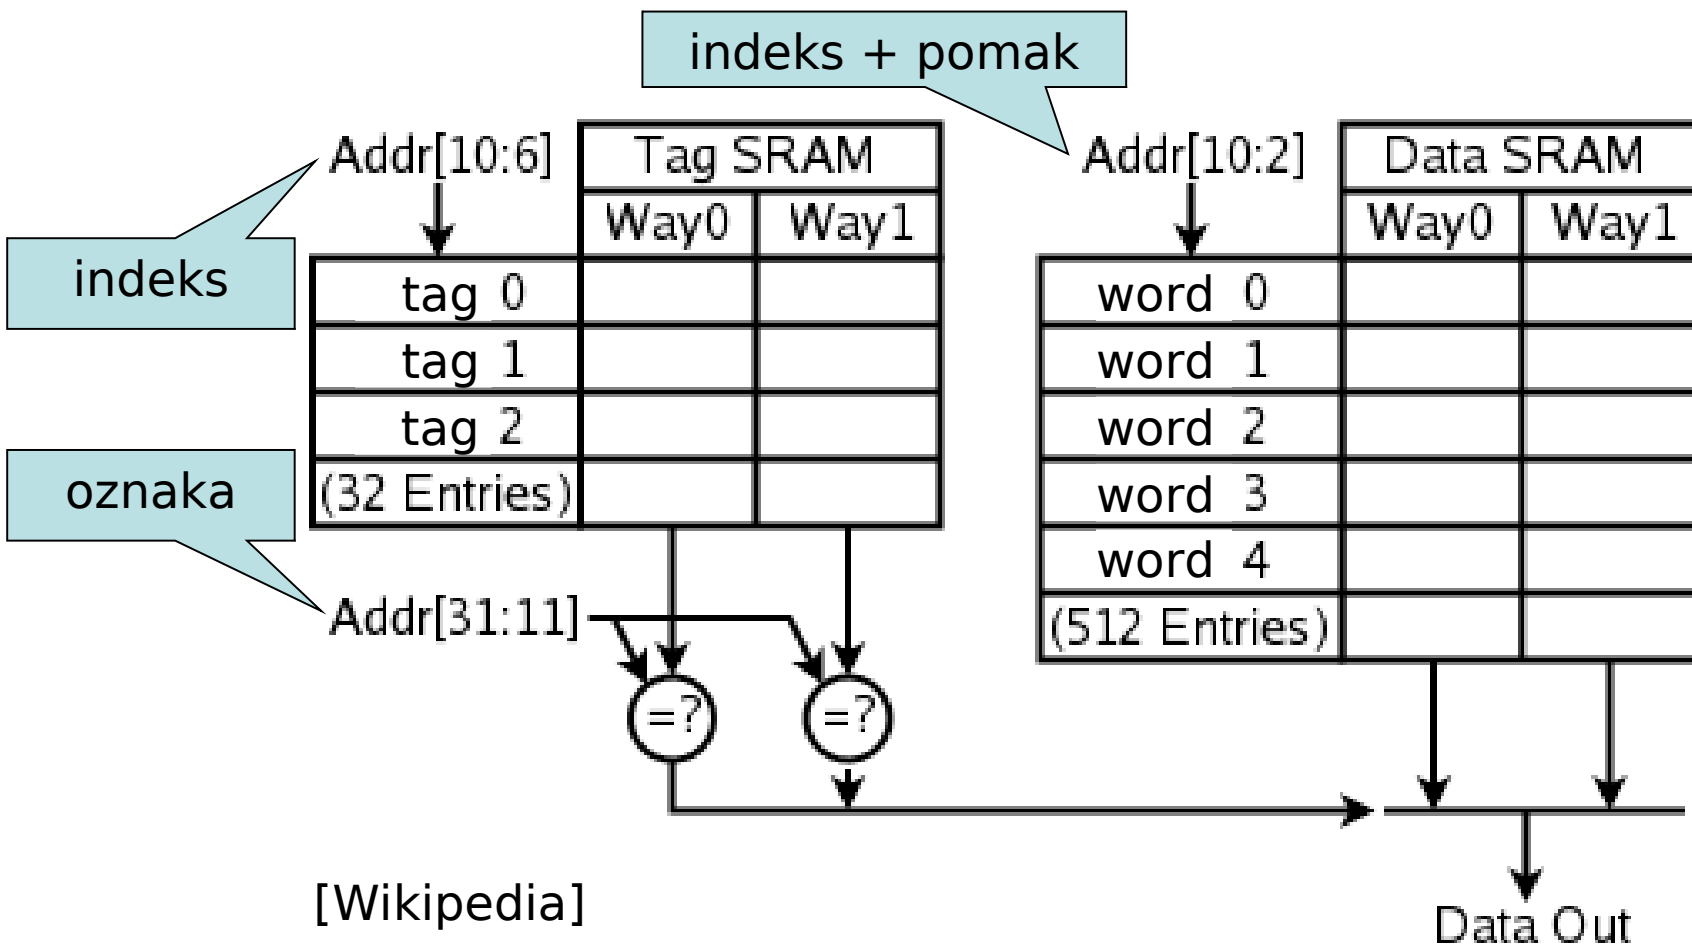 indeks + pomak
Addr[10:6]
Tag SRAM
Way0 Way1
indeks
tag 0
tag 1
tag 2
(32 Entries)
oznaka
Addr[31:11]
=? =?
Addr[10:2]
Data SRAM
Way0 Way1
word 0
word 1
word 2
word 3
word 4
(512 Entries)
Data Out
[Wikipedia]